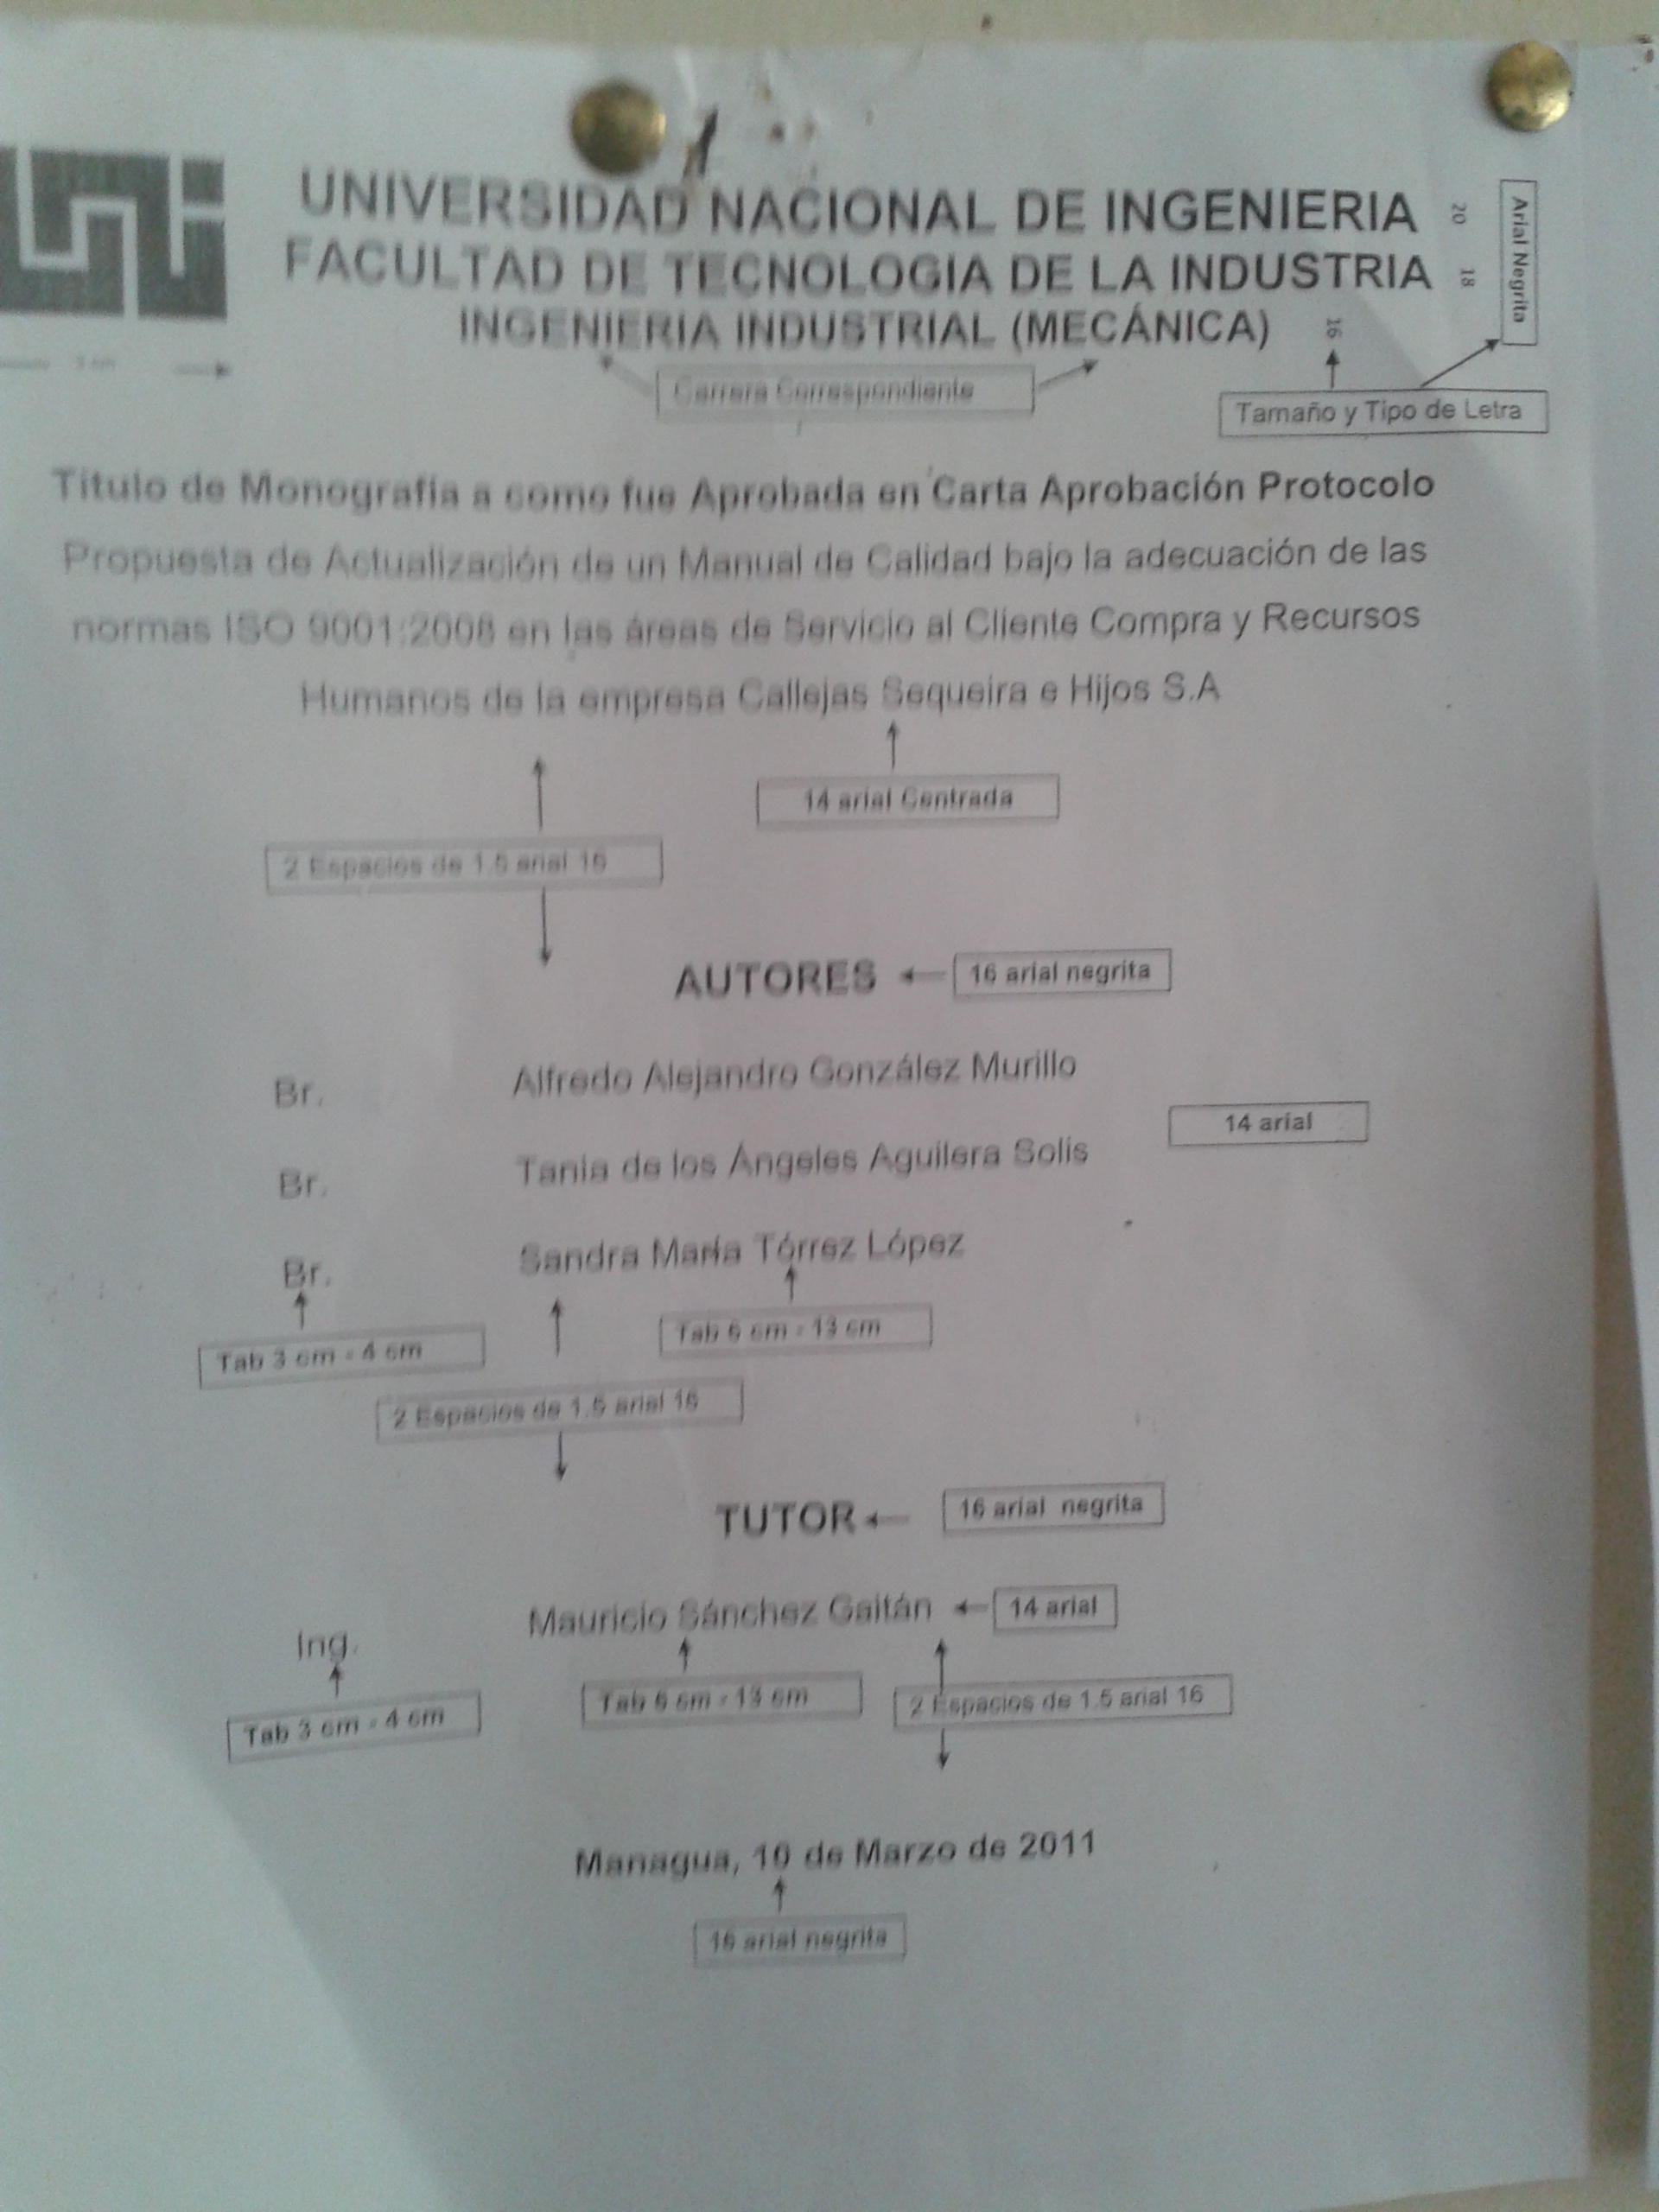 UNIVERSIDAD NACIONAL DE INGENIERIA 20
FACULTAD DE TECNOLOGIA DE LA INDUSTRIA 18
INGENIERIA INDUSTRIAL (MECÁNICA) 16
Arial Negrita
Carrera Correspondiente
Tamaño y Tipo de Letra
Título de Monografía a como fue Aprobada en Carta Aprobación Protocolo
Propuesta de Actualización de un Manual de Calidad bajo la adecuación de las
normas ISO 9001:2008 en las áreas de Servicio al Cliente Compra y Recursos
Humanos de la empresa Callejas Sequeira e Hijos S.A
14 arial Centrada
2 Espacios de 1.5 arial 16
AUTORES 16 arial negrita
Br. Alfredo Alejandro González Murillo
14 arial
Br. Tania de los Ángeles Aguilera Solis
Br. Sandra María Tórrez López
Tab 3 cm - 4 cm Tab 6 cm - 13 cm
2 Espacios de 1.5 arial 16
TUTOR 16 arial negrita
Ing. Mauricio Sánchez Gaitán 14 arial
Tab 3 cm - 4 cm Tab 6 cm - 13 cm 2 Espacios de 1.5 arial 16
Managua, 10 de Marzo de 2011
16 arial negrita